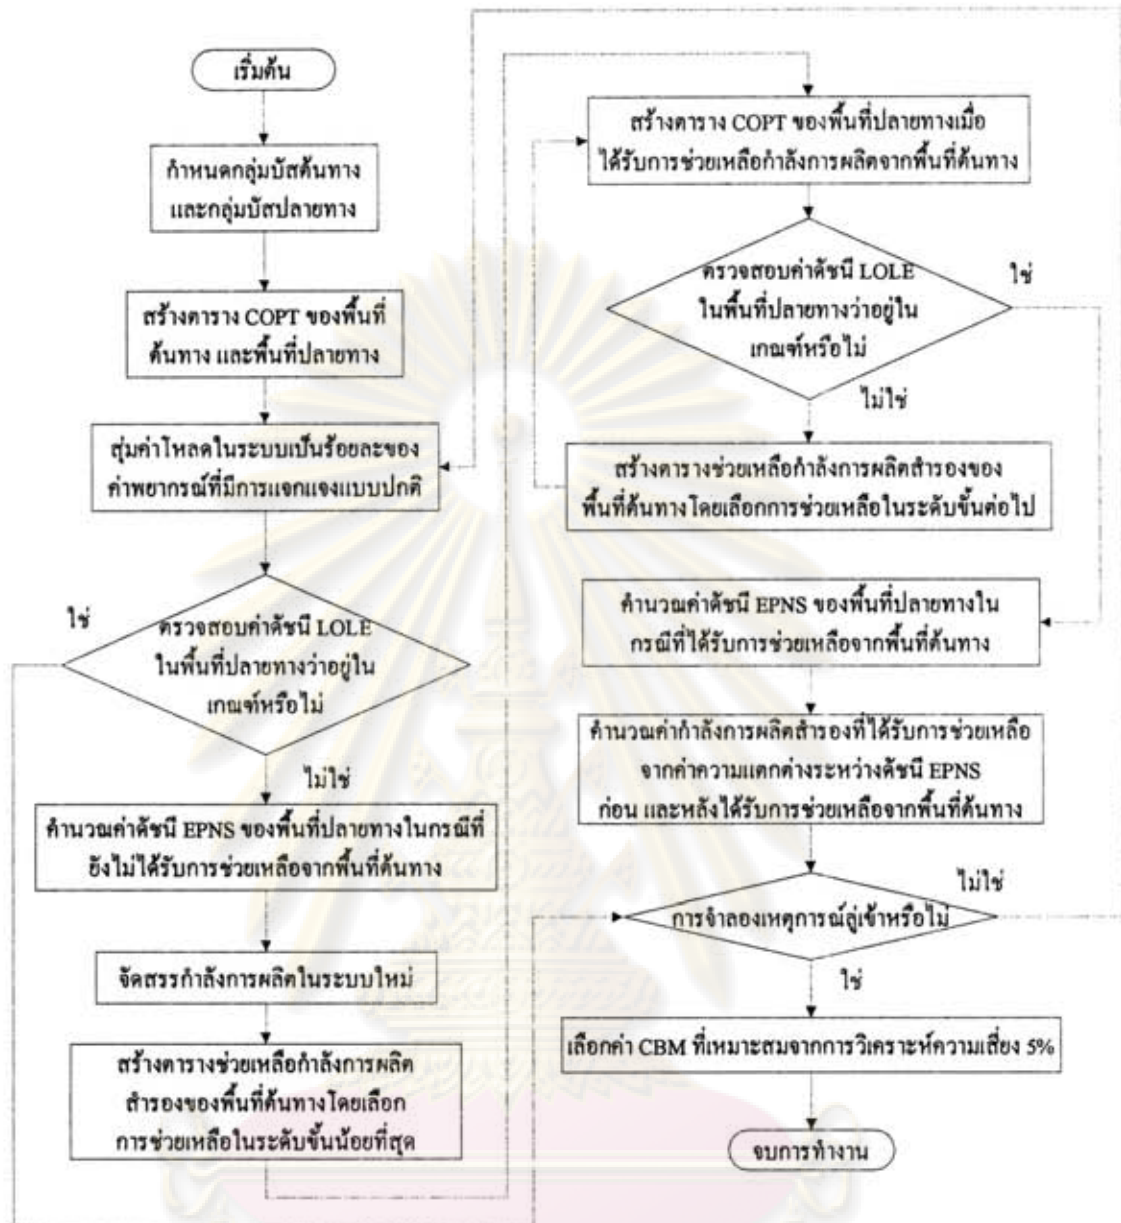 เริ่มต้น
กำหนดกลุ่มบัสต้นทาง
และกลุ่มบัสปลายทาง
สร้างตาราง COPT ของพื้นที่
ต้นทาง และพื้นที่ปลายทาง
สุ่มค่าโหลดในระบบเป็นร้อยละของ
ค่าพยากรณ์ที่มีการแจกแจงแบบปกติ
ใช่
ตรวจสอบค่าดัชนี LOLE
ในพื้นที่ปลายทางว่าอยู่ใน
เกณฑ์หรือไม่
ไม่ใช่
คำนวณค่าดัชนี EPNS ของพื้นที่ปลายทางในกรณีที่
ยังไม่ได้รับการช่วยเหลือจากพื้นที่ต้นทาง
จัดสรรกำลังการผลิตในระบบใหม่
สร้างตารางช่วยเหลือกำลังการผลิต
สำรองของพื้นที่ต้นทางโดยเลือก
การช่วยเหลือในระดับขั้นน้อยที่สุด
สร้างตาราง COPT ของพื้นที่ปลายทางเมื่อ
ได้รับการช่วยเหลือกำลังการผลิตจากพื้นที่ต้นทาง
ตรวจสอบค่าดัชนี LOLE
ในพื้นที่ปลายทางว่าอยู่ใน
เกณฑ์หรือไม่
ใช่
ไม่ใช่
สร้างตารางช่วยเหลือกำลังการผลิตสำรองของ
พื้นที่ต้นทางโดยเลือกการช่วยเหลือในระดับขั้นต่อไป
คำนวณค่าดัชนี EPNS ของพื้นที่ปลายทางใน
กรณีที่ได้รับการช่วยเหลือจากพื้นที่ต้นทาง
คำนวณค่ากำลังการผลิตสำรองที่ได้รับการช่วยเหลือ
จากค่าความแตกต่างระหว่างดัชนี EPNS
ก่อน และหลังได้รับการช่วยเหลือจากพื้นที่ต้นทาง
ไม่ใช่
การจำลองเหตุการณ์ลู่เข้าหรือไม่
ใช่
เลือกค่า CBM ที่เหมาะสมจากการวิเคราะห์ความเสี่ยง 5%
จบการทำงาน